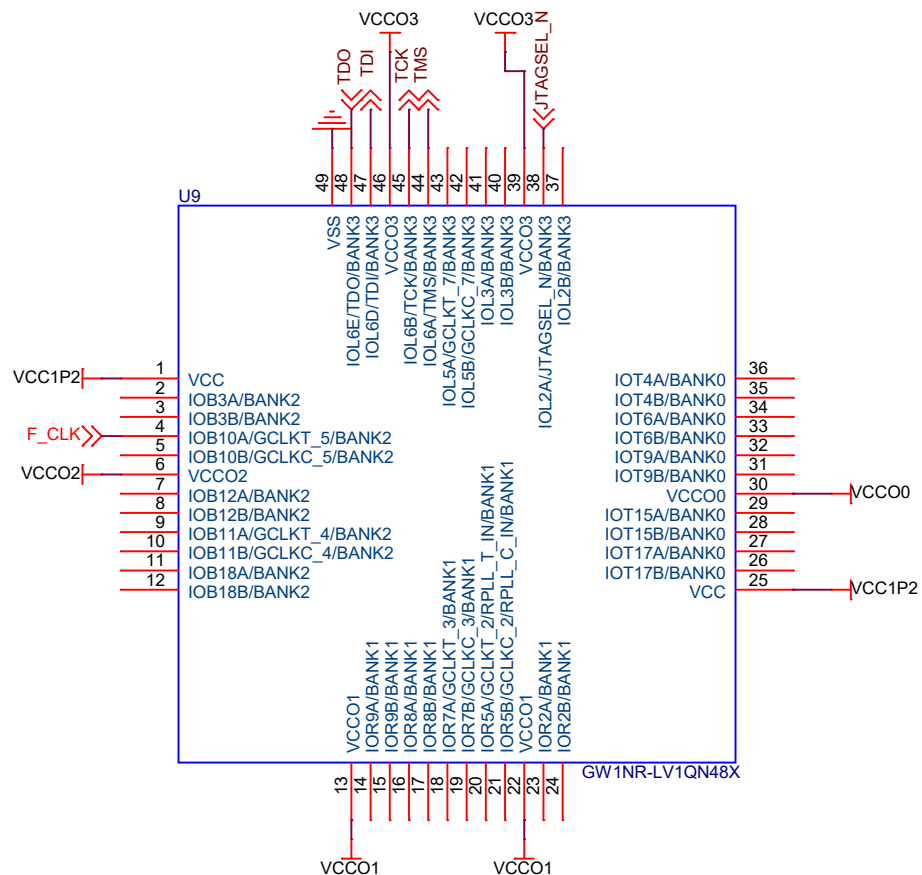 VCCO3
VCCO3
TDO
TDI
TCK
TMS
JTAGSEL_N
49
48
47
46
45
44
43
42
41
40
39
38
37
U9
VSS
IOL6E/TDO/BANK3
IOL6D/TDI/BANK3
VCCO3
IOL6B/TCK/BANK3
IOL6A/TMS/BANK3
IOL5A/GCLKT_7/BANK3
IOL5B/GCLKC_7/BANK3
IOL3A/BANK3
IOL3B/BANK3
VCCO3
IOL2A/JTAGSEL_N/BANK3
IOL2B/BANK3
VCC1P2 1 VCC
2 IOB3A/BANK2
3 IOB3B/BANK2
F_CLK 4 IOB10A/GCLKT_5/BANK2
5 IOB10B/GCLKC_5/BANK2
VCCO2 6 VCCO2
7 IOB12A/BANK2
8 IOB12B/BANK2
9 IOB11A/GCLKT_4/BANK2
10 IOB11B/GCLKC_4/BANK2
11 IOB18A/BANK2
12 IOB18B/BANK2
IOT4A/BANK0 36
IOT4B/BANK0 35
IOT6A/BANK0 34
IOT6B/BANK0 33
IOT9A/BANK0 32
IOT9B/BANK0 31
VCCO0 30 VCCO0
IOT15A/BANK0 29
IOT15B/BANK0 28
IOT17A/BANK0 27
IOT17B/BANK0 26
VCC 25 VCC1P2
VCCO1
IOR9A/BANK1
IOR9B/BANK1
IOR8A/BANK1
IOR8B/BANK1
IOR7A/GCLKT_3/BANK1
IOR7B/GCLKC_3/BANK1
IOR5A/GCLKT_2/RPLL_T_IN/BANK1
IOR5B/GCLKC_2/RPLL_C_IN/BANK1
VCCO1
IOR2A/BANK1
IOR2B/BANK1
GW1NR-LV1QN48X
13
14
15
16
17
18
19
20
21
22
23
24
VCCO1
VCCO1